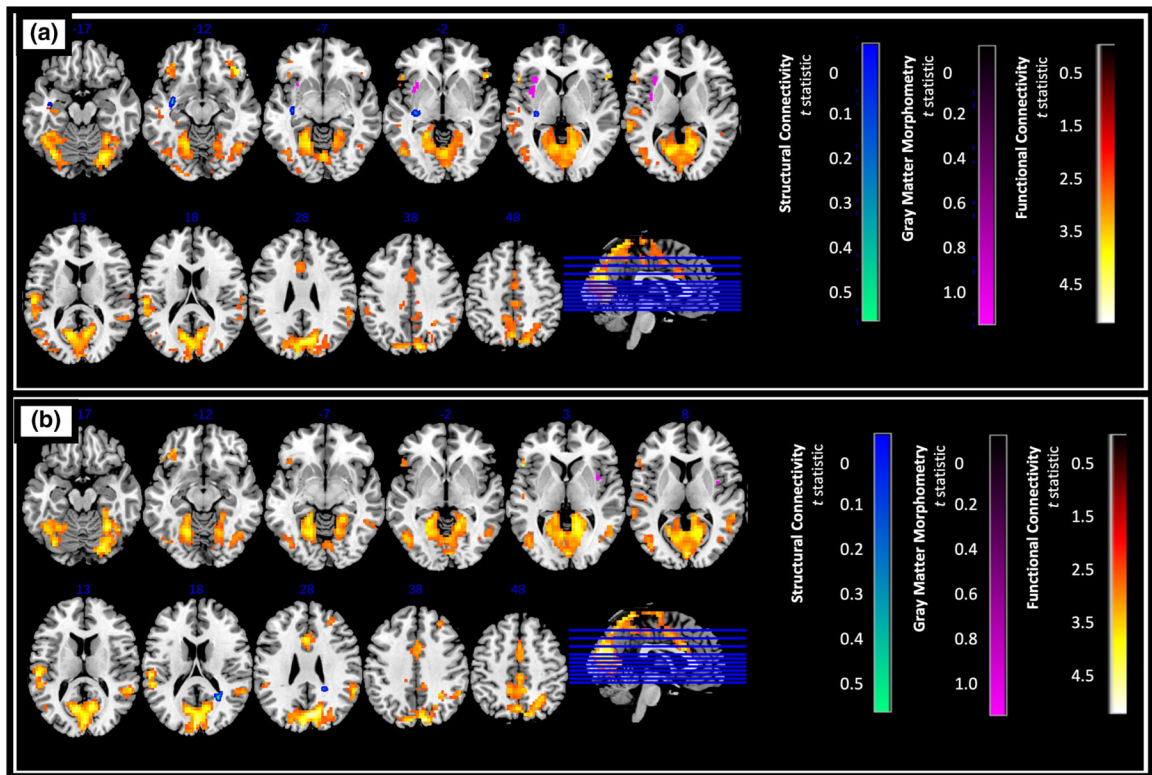 (a)
-17 -12 -7 -2 3 8
13 18 28 38 48
Structural Connectivity
t statistic
0
0.1
0.2
0.3
0.4
0.5
Gray Matter Morphometry
t statistic
0
0.2
0.4
0.6
0.8
1.0
Functional Connectivity
t statistic
0.5
1.5
2.5
3.5
4.5
(b)
-17 -12 -7 -2 3 8
13 18 28 38 48
Structural Connectivity
t statistic
0
0.1
0.2
0.3
0.4
0.5
Gray Matter Morphometry
t statistic
0
0.2
0.4
0.6
0.8
1.0
Functional Connectivity
t statistic
0.5
1.5
2.5
3.5
4.5